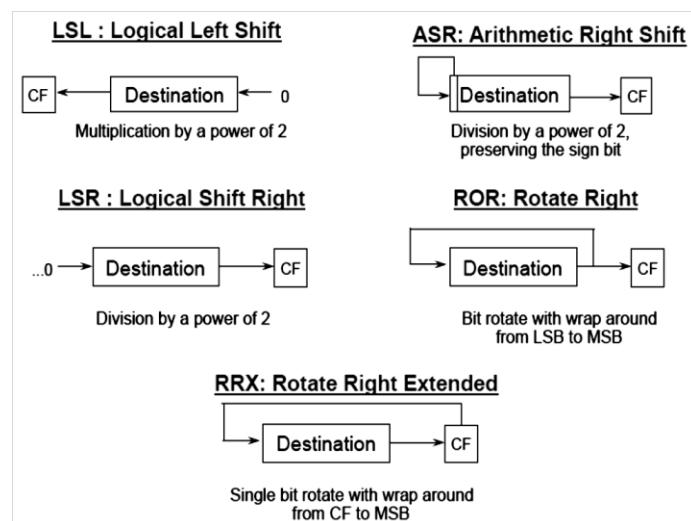 LSL : Logical Left Shift
CF
Destination
0
Multiplication by a power of 2
ASR: Arithmetic Right Shift
Destination
CF
Division by a power of 2,
preserving the sign bit
LSR : Logical Shift Right
...0
Destination
CF
Division by a power of 2
ROR: Rotate Right
Destination
CF
Bit rotate with wrap around
from LSB to MSB
RRX: Rotate Right Extended
Destination
CF
Single bit rotate with wrap around
from CF to MSB